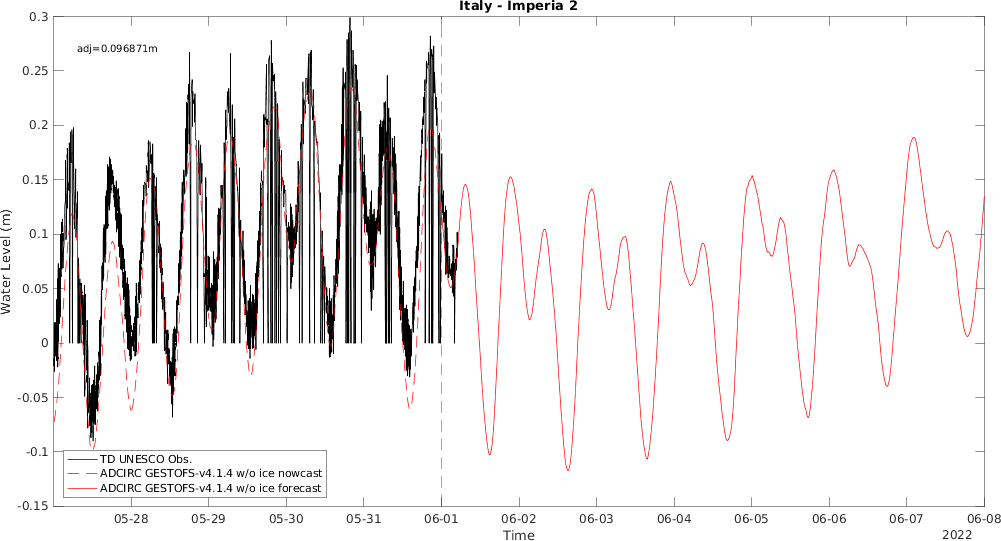 Italy - Imperia 2
adj=0.096871m
Water Level (m)
0.3
0.25
0.2
0.15
0.1
0.05
0
-0.05
-0.1
-0.15
TD UNESCO Obs.
ADCIRC GESTOFS-v4.1.4 w/o ice nowcast
ADCIRC GESTOFS-v4.1.4 w/o ice forecast
05-28 05-29 05-30 05-31 06-01 06-02 06-03 06-04 06-05 06-06 06-07 06-08
Time
2022